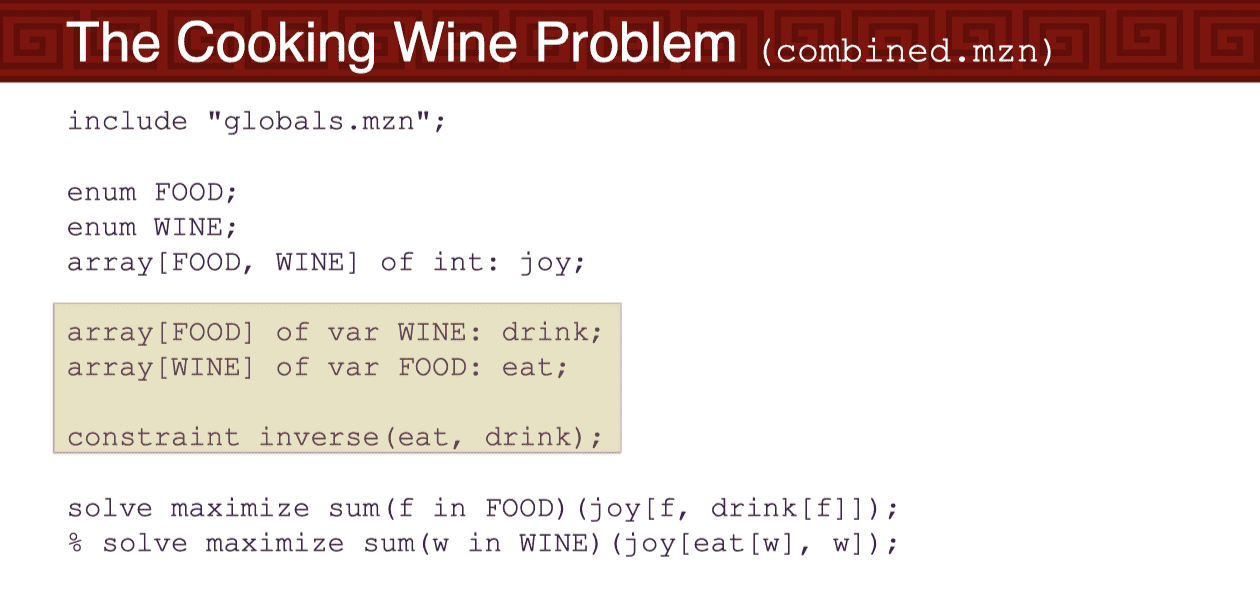 The Cooking Wine Problem (combined.mzn)
include "globals.mzn";
enum FOOD;
enum WINE;
array[FOOD, WINE] of int: joy;
array[FOOD] of var WINE: drink;
array[WINE] of var FOOD: eat;
constraint inverse(eat, drink);
solve maximize sum(f in FOOD)(joy[f, drink[f]]);
% solve maximize sum(w in WINE)(joy[eat[w], w]);